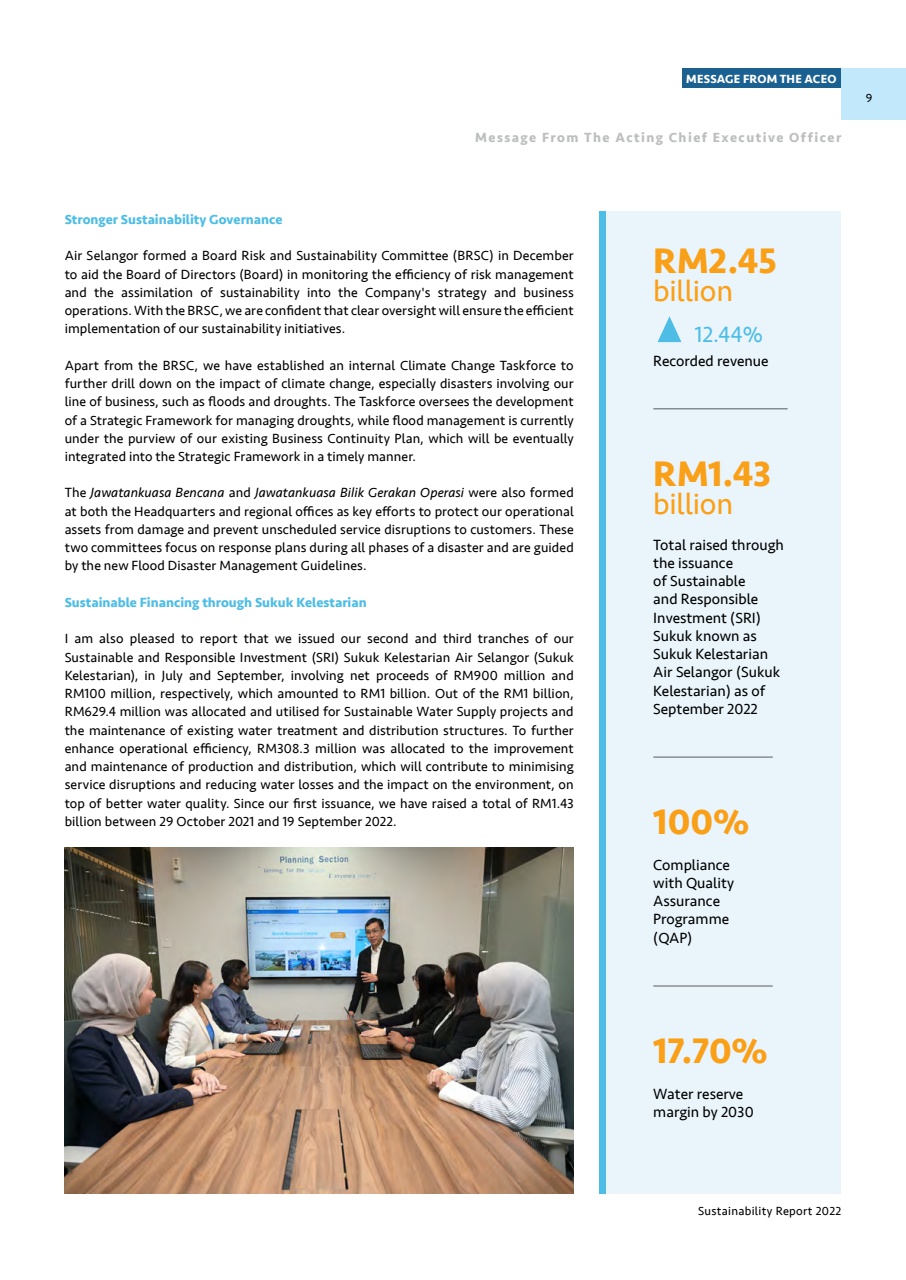 MESSAGE FROM THE ACEO
9
Message From The Acting Chief Executive Officer
Stronger Sustainability Governance
Air Selangor formed a Board Risk and Sustainability Committee (BRSC) in December
to aid the Board of Directors (Board) in monitoring the efficiency of risk management
and the assimilation of sustainability into the Company's strategy and business
operations. With the BRSC, we are confident that clear oversight will ensure the efficient
implementation of our sustainability initiatives.
Apart from the BRSC, we have established an internal Climate Change Taskforce to
further drill down on the impact of climate change, especially disasters involving our
line of business, such as floods and droughts. The Taskforce oversees the development
of a Strategic Framework for managing droughts, while flood management is currently
under the purview of our existing Business Continuity Plan, which will be eventually
integrated into the Strategic Framework in a timely manner.
The Jawatankuasa Bencana and Jawatankuasa Bilik Gerakan Operasi were also formed
at both the Headquarters and regional offices as key efforts to protect our operational
assets from damage and prevent unscheduled service disruptions to customers. These
two committees focus on response plans during all phases of a disaster and are guided
by the new Flood Disaster Management Guidelines.
Sustainable Financing through Sukuk Kelestarian
I am also pleased to report that we issued our second and third tranches of our
Sustainable and Responsible Investment (SRI) Sukuk Kelestarian Air Selangor (Sukuk
Kelestarian), in July and September, involving net proceeds of RM900 million and
RM100 million, respectively, which amounted to RM1 billion. Out of the RM1 billion,
RM629.4 million was allocated and utilised for Sustainable Water Supply projects and
the maintenance of existing water treatment and distribution structures. To further
enhance operational efficiency, RM308.3 million was allocated to the improvement
and maintenance of production and distribution, which will contribute to minimising
service disruptions and reducing water losses and the impact on the environment, on
top of better water quality. Since our first issuance, we have raised a total of RM1.43
billion between 29 October 2021 and 19 September 2022.
Planning Section
RM2.45
billion
12.44%
Recorded revenue
RM1.43
billion
Total raised through
the issuance
of Sustainable
and Responsible
Investment (SRI)
Sukuk known as
Sukuk Kelestarian
Air Selangor (Sukuk
Kelestarian) as of
September 2022
100%
Compliance
with Quality
Assurance
Programme
(QAP)
17.70%
Water reserve
margin by 2030
Sustainability Report 2022